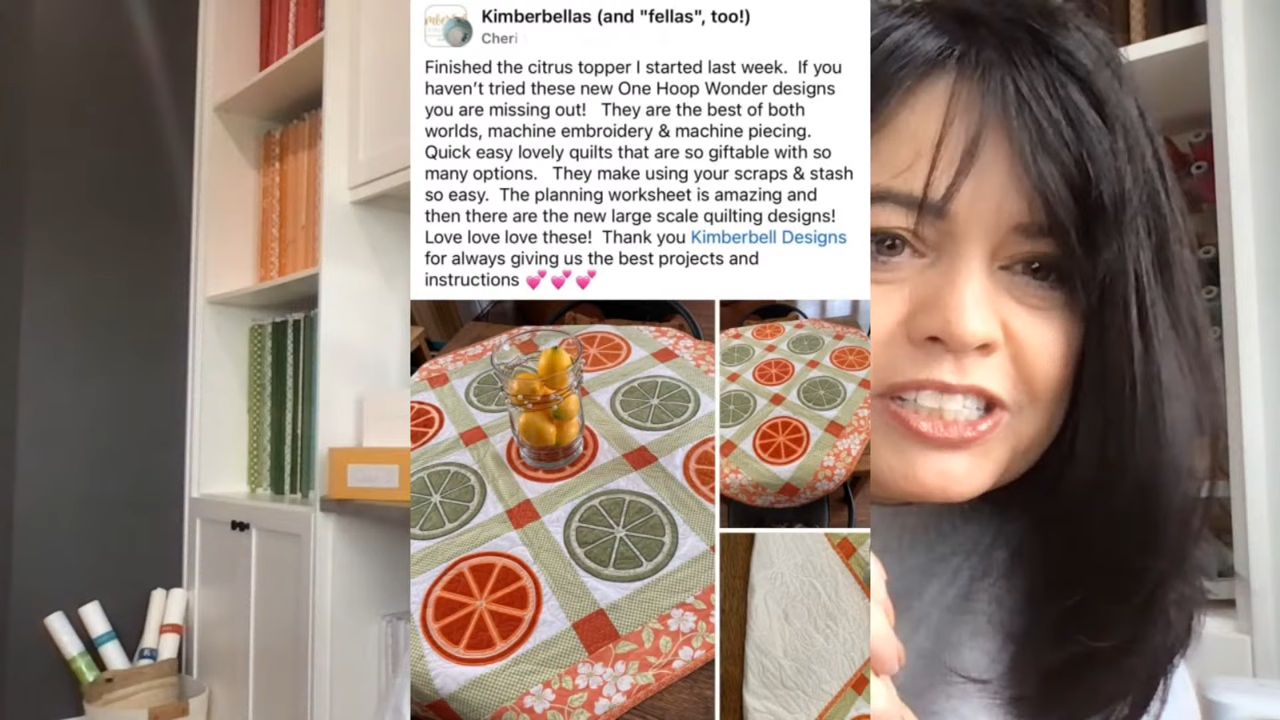 Kimberbellas (and "fellas", too!)
Cheri
Finished the citrus topper I started last week. If you
haven't tried these new One Hoop Wonder designs
you are missing out! They are the best of both
worlds, machine embroidery & machine piecing.
Quick easy lovely quilts that are so giftable with so
many options. They make using your scraps & stash
so easy. The planning worksheet is amazing and
then there are the new large scale quilting designs!
Love love love these! Thank you Kimberbell Designs
for always giving us the best projects and
instructions 💕 💕 💕